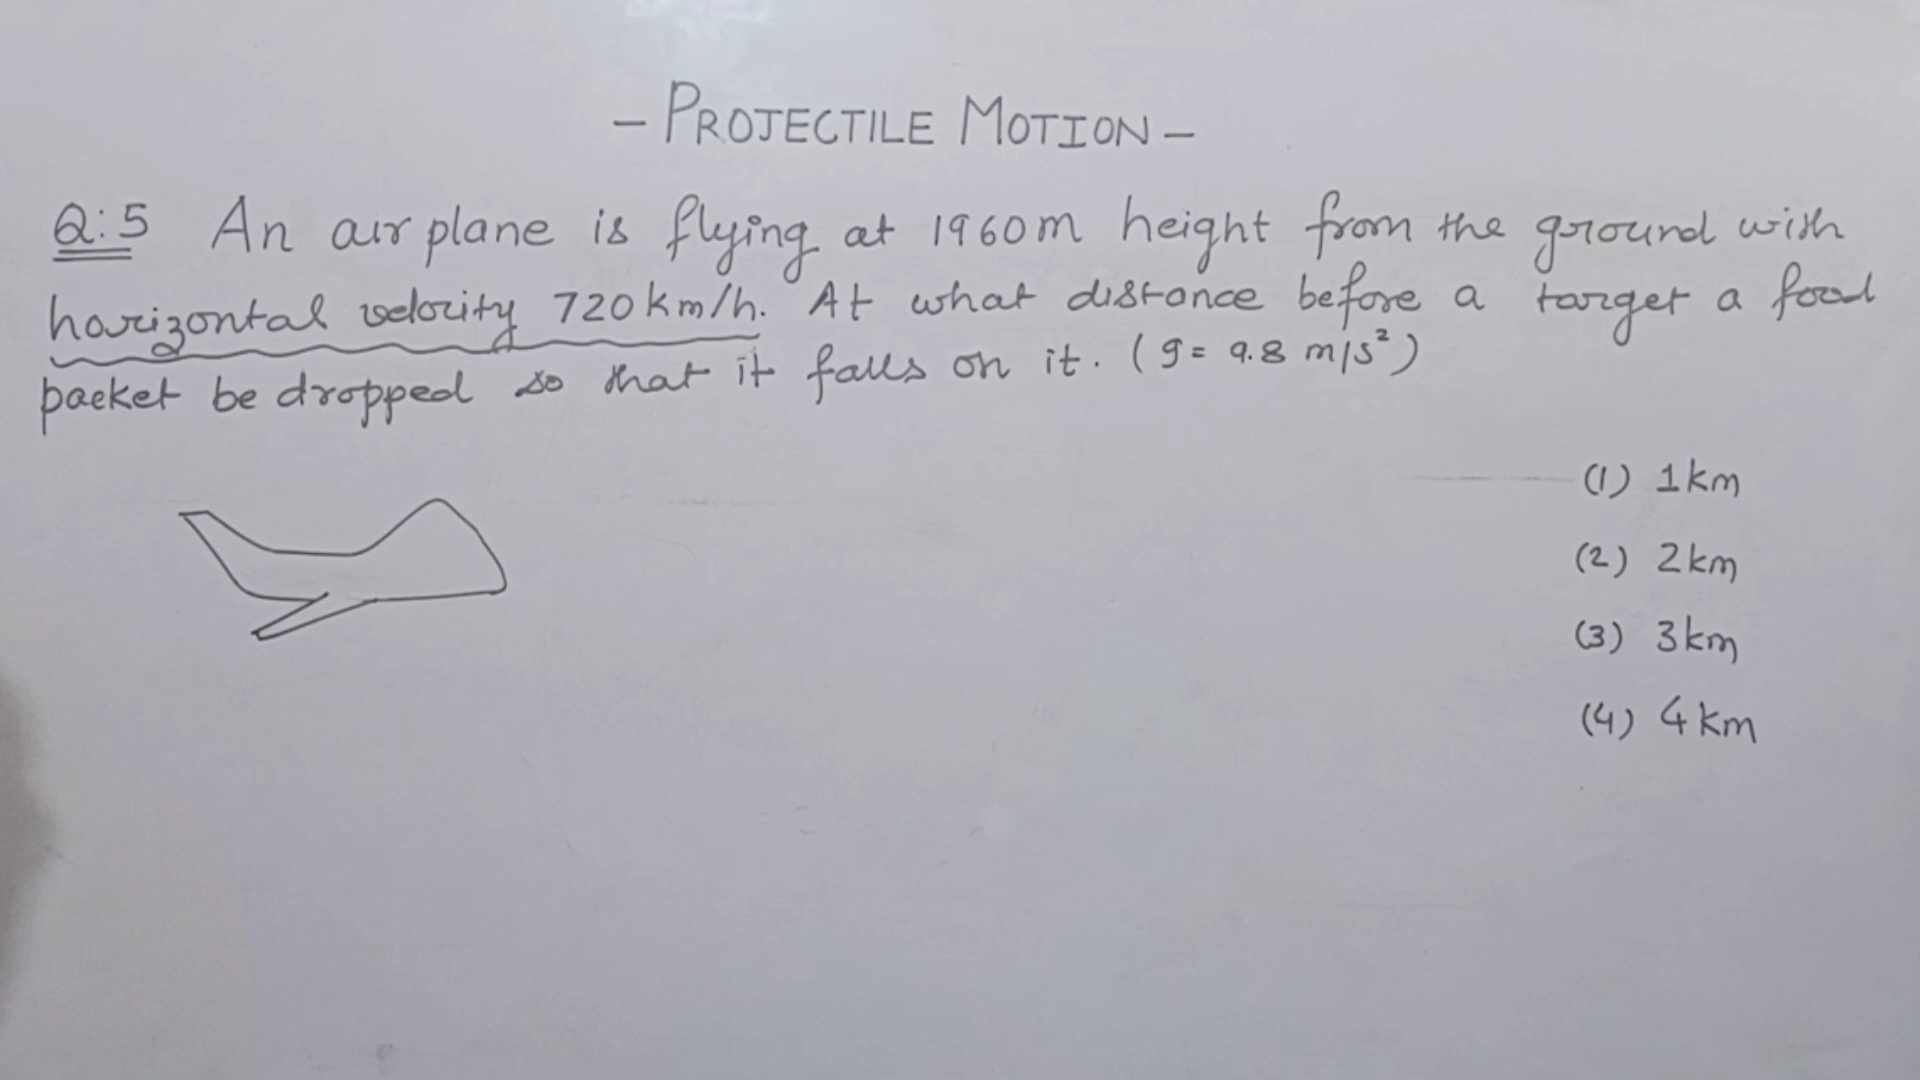 - PROJECTILE MOTION -
Q:5 An air plane is flying at 1960m height from the ground with
horizontal velocity 720 km/h. At what distance before a target a food
packet be dropped so that it falls on it. (g = 9.8 m/s²)
(1) 1km
(2) 2km
(3) 3km
(4) 4km